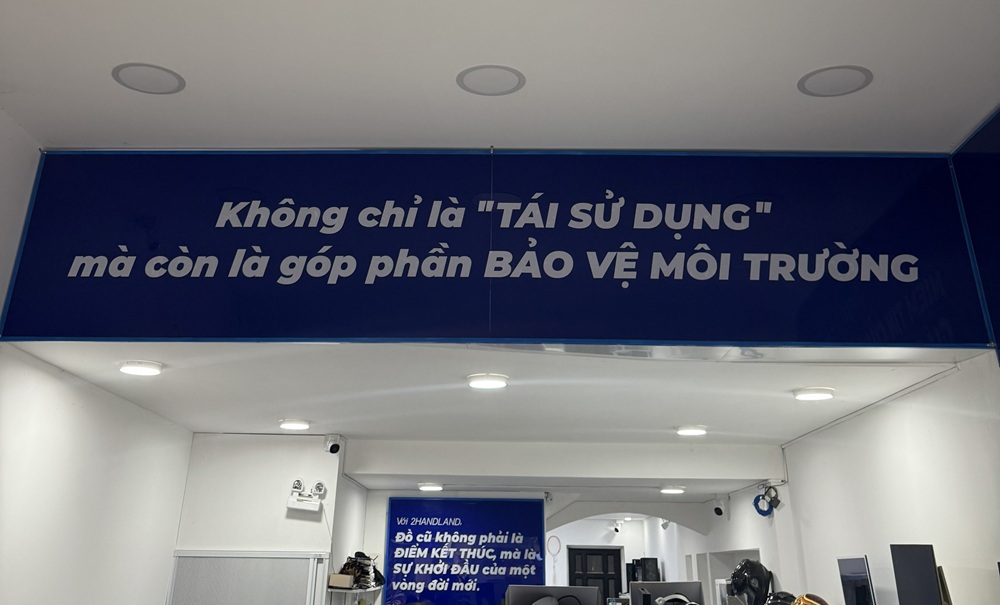 Không chỉ là "TÁI SỬ DỤNG"
mà còn là góp phần BẢO VỆ MÔI TRƯỜNG
Với 2HANDLAND,
Đồ cũ không phải là
ĐIỂM KẾT THÚC, mà là
SỰ KHỞI ĐẦU của một
vòng đời mới.